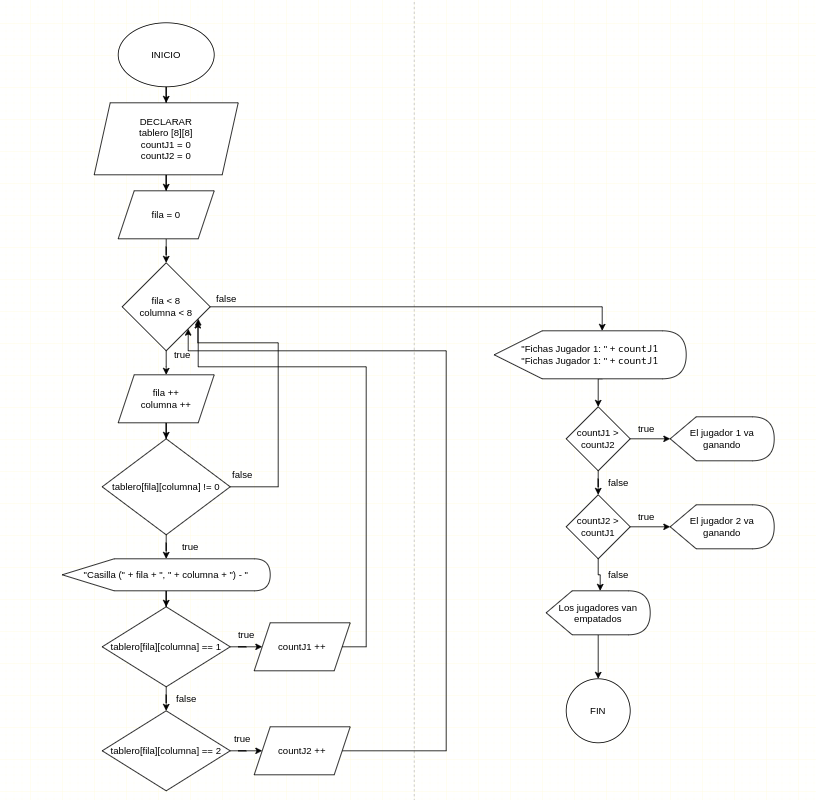 INICIO
DECLARAR
tablero [8][8]
countJ1 = 0
countJ2 = 0
fila = 0
fila < 8
columna < 8
false
true
fila ++
columna ++
tablero[fila][columna] != 0
false
true
"Casilla (" + fila + ", " + columna + ") - "
tablero[fila][columna] == 1
true
countJ1 ++
false
tablero[fila][columna] == 2
true
countJ2 ++
"Fichas Jugador 1: " + countJ1
"Fichas Jugador 1: " + countJ1
countJ1 >
countJ2
true
El jugador 1 va
ganando
false
countJ2 >
countJ1
true
El jugador 2 va
ganando
false
Los jugadores van
empatados
FIN